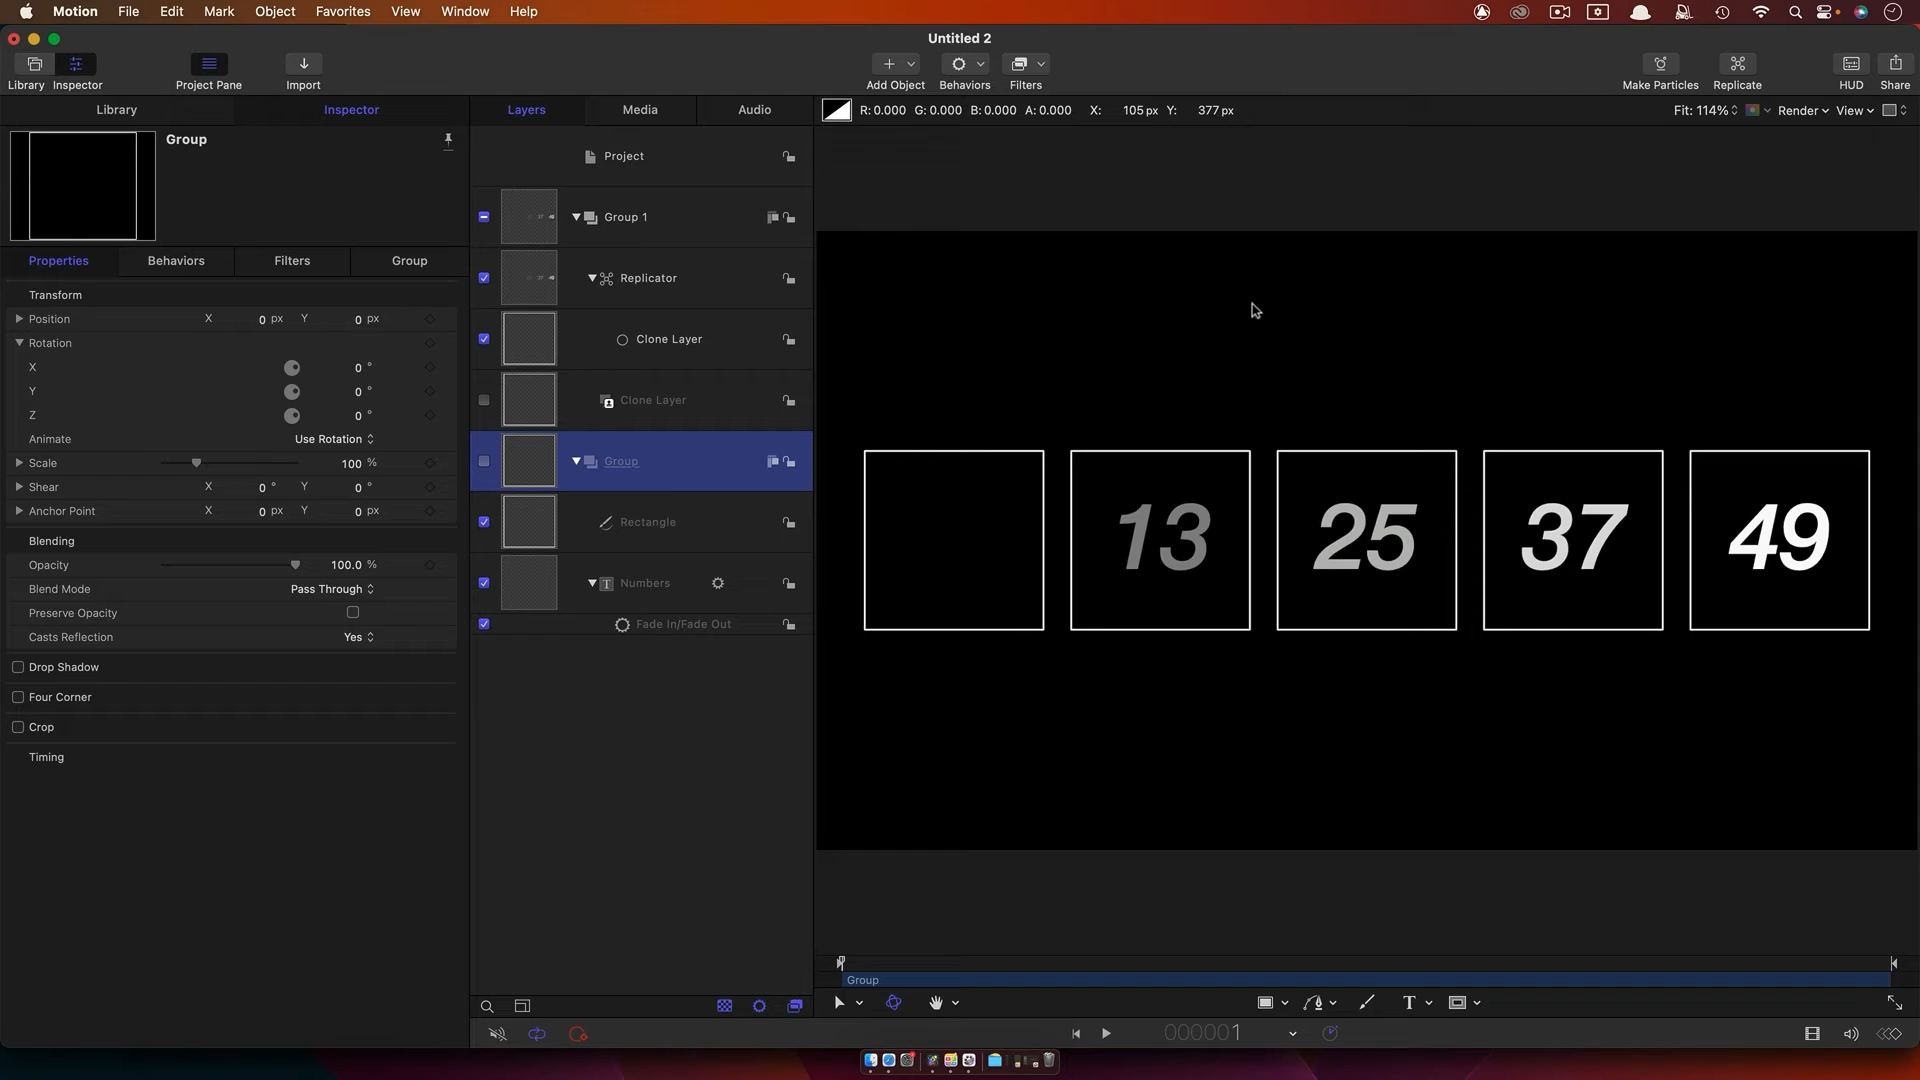 Motion File Edit Mark Object Favorites View Window Help
Untitled 2
Library Inspector Project Pane Import Add Object Behaviors Filters Make Particles Replicate HUD Share
Library Inspector Layers Media Audio R: 0.000 G: 0.000 B: 0.000 A: 0.000 X: 105 px Y: 377 px Fit: 114% Render View
Group
Project
Group 1
Properties Behaviors Filters Group
Replicator
Transform
Position X 0 px Y 0 px
Rotation
Clone Layer
X 0 °
Y 0 °
Clone Layer
Z 0 °
Animate Use Rotation
Scale 100 %
Group
Shear X 0 ° Y 0 °
Anchor Point X 0 px Y 0 px
Rectangle
13 25 37 49
Blending
Opacity 100.0 %
Blend Mode Pass Through
Numbers
Preserve Opacity
Casts Reflection Yes
Fade In/Fade Out
Drop Shadow
Four Corner
Crop
Timing
Group
T
000001